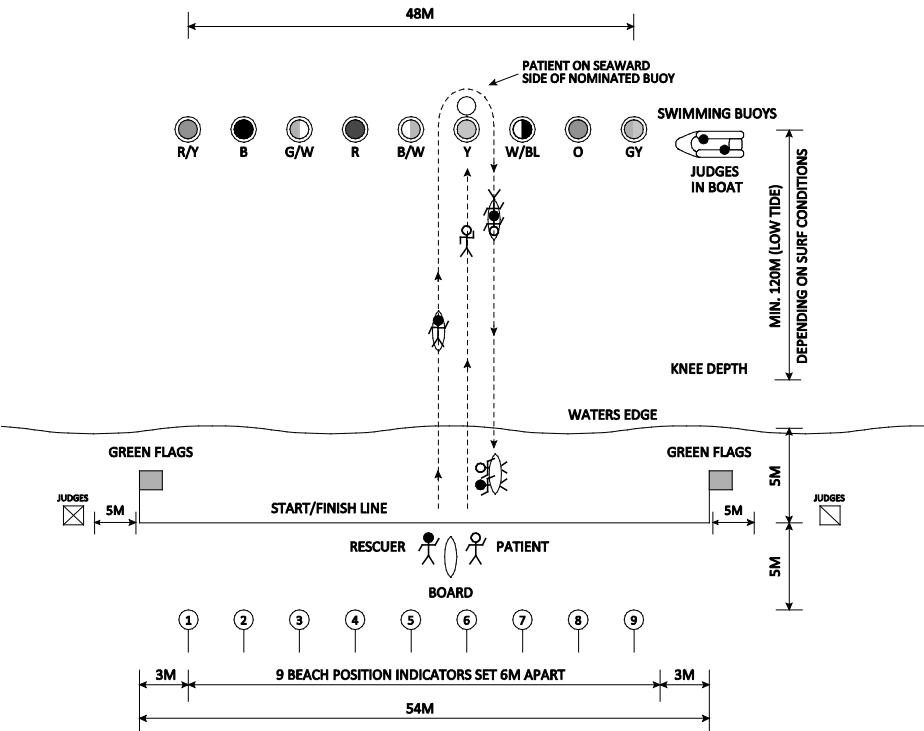 48M
PATIENT ON SEAWARD
SIDE OF NOMINATED BUOY
SWIMMING BUOYS
R/Y B G/W R B/W Y W/BL O GY
JUDGES
IN BOAT
MIN. 120M (LOW TIDE)
DEPENDING ON SURF CONDITIONS
KNEE DEPTH
WATERS EDGE
GREEN FLAGS
GREEN FLAGS
5M
JUDGES
5M
START/FINISH LINE
5M
JUDGES
RESCUER
PATIENT
5M
BOARD
1 2 3 4 5 6 7 8 9
3M
9 BEACH POSITION INDICATORS SET 6M APART
3M
54M